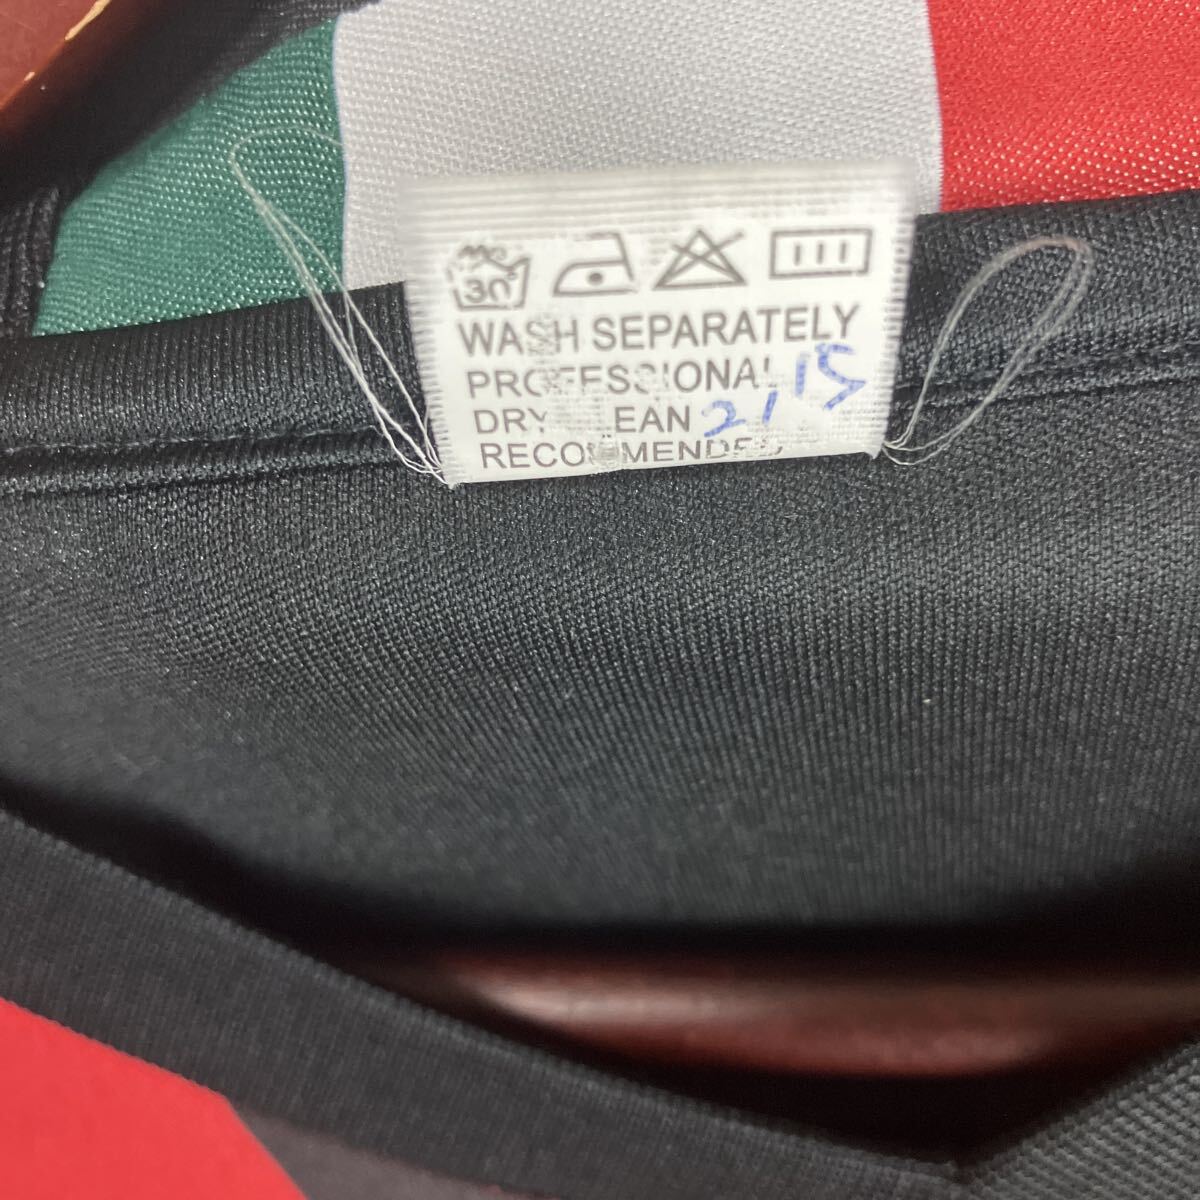 30
WASH SEPARATELY
PROFESSIONAL 15
DRY CLEAN 21
RECOMMENDED